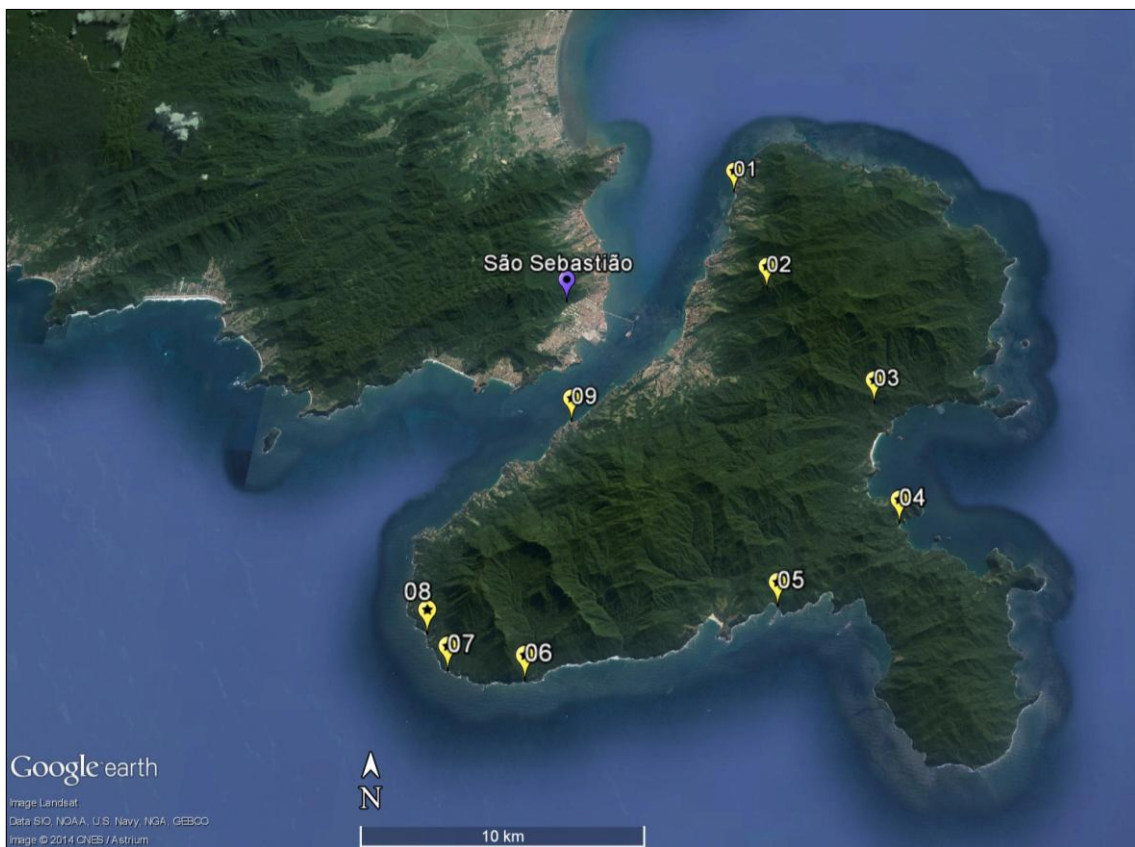 01
02
São Sebastião
03
09
04
05
08
07
06
Google earth
Image Landsat
Data SIO, NOAA, U.S. Navy, NGA, GEBCO
Image © 2014 CNES / Astrium
N
10 km